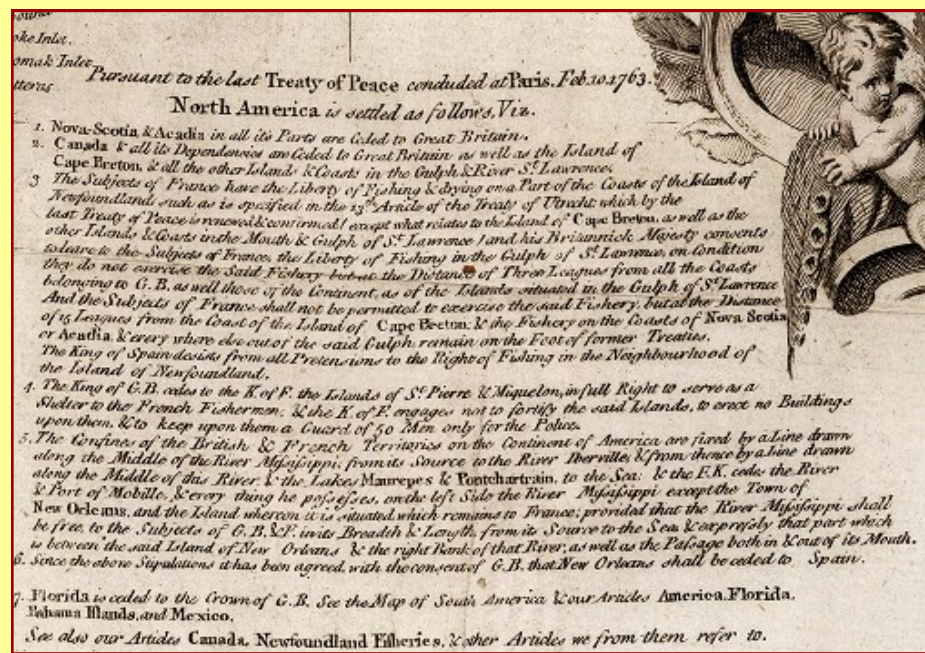 oke Inlet.
omak Inlet
tteras
Pursuant to the last Treaty of Peace concluded at Paris. Feb. 10. 1763.
North America is settled as follows, Viz.
1. Nova-Scotia & Acadia in all its Parts are Ceded to Great Britain.
2. Canada & all its Dependencies are Ceded to Great Britain as well as the Island of
Cape Breton, & all the other Islands & Coasts in the Gulph & River St. Lawrence.
3 The Subjects of France have the Liberty of Fishing & drying on a Part of the Coasts of the Island of
Newfoundland, such as is specified in the 13th Article of the Treaty of Utrecht which by the
last Treaty of Peace is renewed & confirmed / except what relates to the Island of Cape Breton, as well as the
other Islands & Coasts in the Mouth & Gulph of St. Lawrence / and his Britannick Majesty consents
to leave to the Subjects of France, the Liberty of Fishing in the Gulph of St. Lawrence, on Condition
they do not exercise the Said Fishery but at the Distance of Three Leagues from all the Coasts
belonging to G.B. as well those of the Continent, as of the Islands situated in the Gulph of St. Lawrence
And the Subjects of France shall not be permitted to exercise the said Fishery, but at the Distance
of 15 Leagues from the Coast of the Island of Cape Breton: & the Fishery on the Coasts of Nova Scotia
or Acadia, & every where else out of the said Gulph, remain on the Foot of former Treaties.
The King of Spain desists from all Pretensions to the Right of Fishing in the Neighbourhood of
the Island of Newfoundland.
4. The King of G.B. cedes to the K. of F. the Islands of St. Pierre & Miquelon, in full Right to serve as a
Shelter to the French Fishermen: & the K. of F. engages not to fortify the said Islands, to erect no Buildings
upon them, & to keep upon them a Guard of 50 Men only for the Police.
5. The Confines of the British & French Territories on the Continent of America are fixed by a Line drawn
along the Middle of the River Mississippi, from its Source to the River Iberville; & from thence by a Line drawn
along the Middle of this River, & the Lakes Maurepas & Pontchartrain, to the Sea: & the F.K. cedes the River
& Port of Mobille, & every thing he possesses, on the left Side the River Mississippi except the Town of
New Orleans, and the Island whereon it is situated, which remains to France; provided that the River Mississippi shall
be free, to the Subjects of G.B. & F. in its Breadth & Length, from its Source to the Sea, & expressly that part which
is between the said Island of New Orleans & the right Bank of that River, as well as the Passage both in & out of its Mouth.
6. Since the above Stipulations it has been agreed, with the consent of G.B. that New Orleans shall be ceded to Spain.
7. Florida is ceded to the Crown of G.B. See the Map of South America & our Articles America, Florida,
Bahama Islands, and Mexico.
See also our Articles Canada, Newfoundland Fisheries, & other Articles we from them refer to.